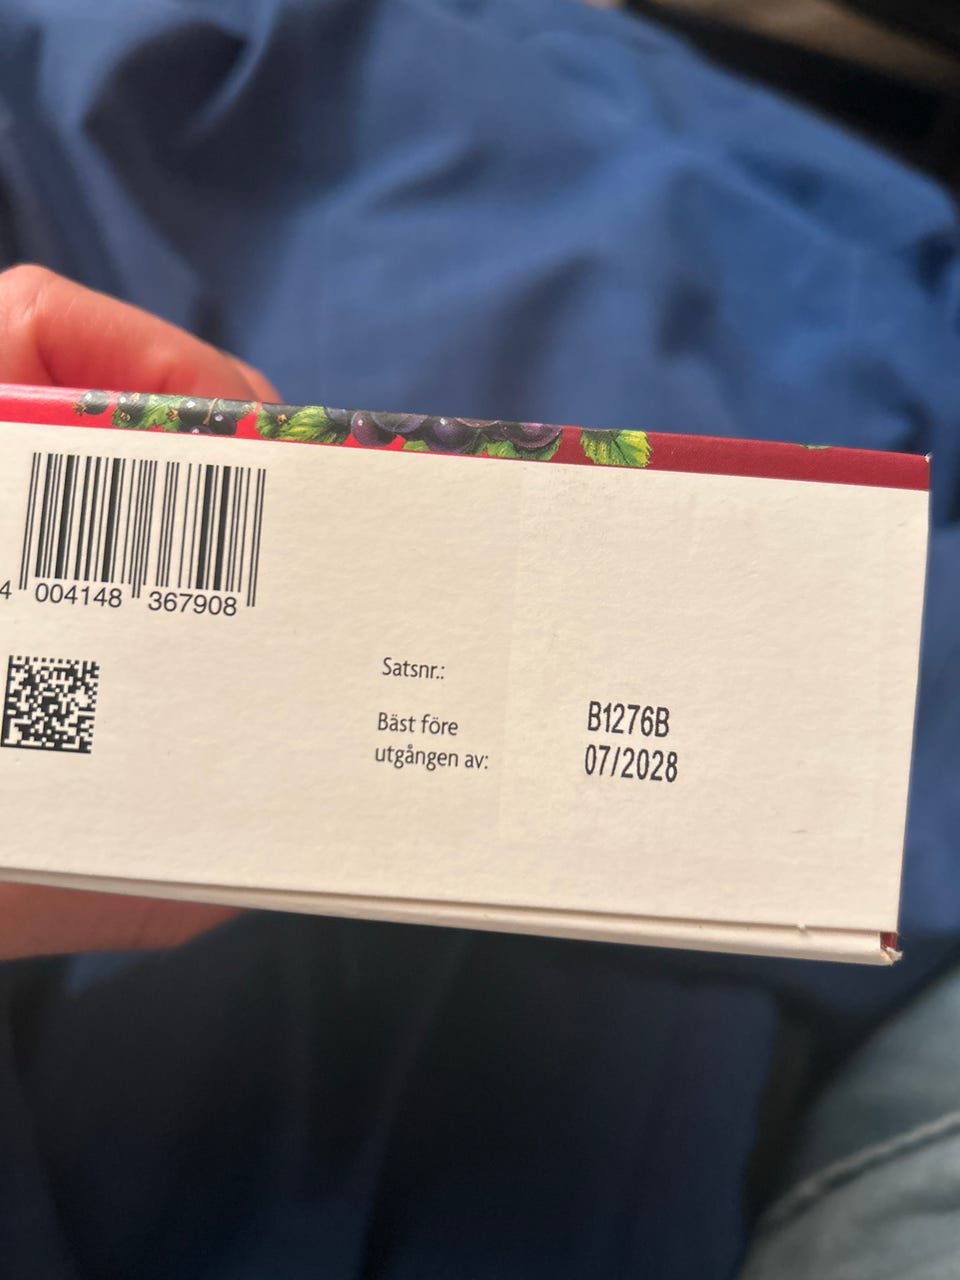 4 004148 367908
Satsnr.:
B1276B
Bäst före
utgången av:
07/2028